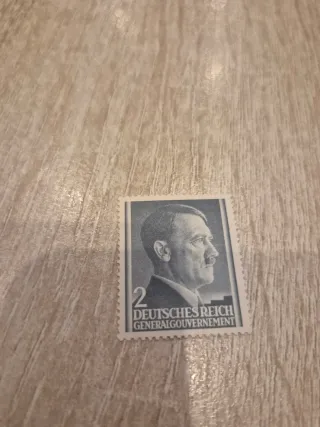 2
DEUTSCHES REICH
GENERALGOUVERNEMENT